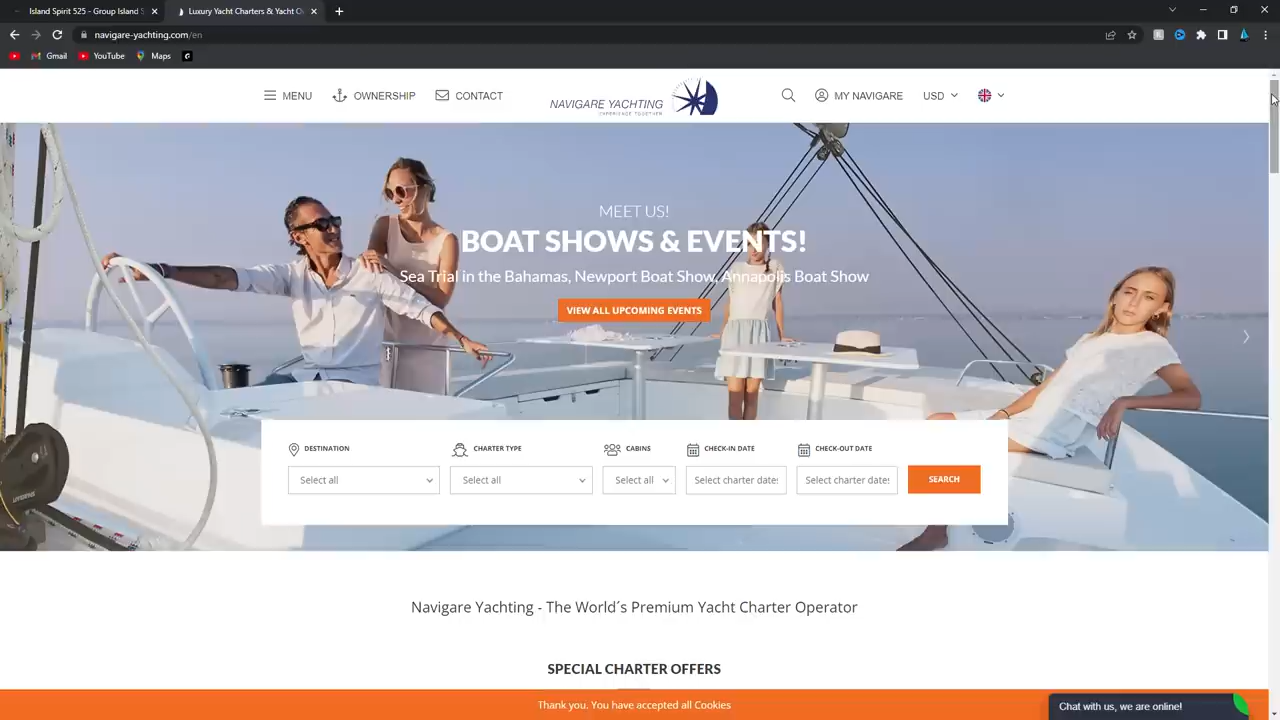 Island Spirit 525 - Group Island S
Luxury Yacht Charters & Yacht O
navigare-yachting.com/en
Gmail
YouTube
Maps
MENU
OWNERSHIP
CONTACT
NAVIGARE YACHTING
EXPERIENCE TOGETHER
MY NAVIGARE
USD
MEET US!
BOAT SHOWS & EVENTS!
Sea Trial in the Bahamas, Newport Boat Show, Annapolis Boat Show
VIEW ALL UPCOMING EVENTS
DESTINATION
CHARTER TYPE
CABINS
CHECK-IN DATE
CHECK-OUT DATE
Select all
Select all
Select all
Select charter dates
Select charter dates
SEARCH
Navigare Yachting - The World´s Premium Yacht Charter Operator
SPECIAL CHARTER OFFERS
Thank you. You have accepted all Cookies
Chat with us, we are online!